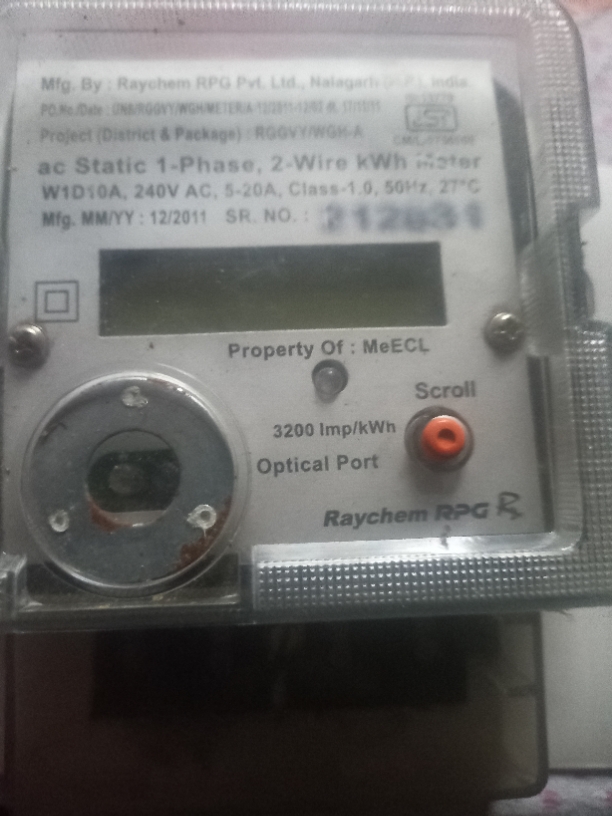 Mfg. By : Raychem RPG Pvt. Ltd., Nalagarh (H.P.), India.
Project (District & Package) : RGGVY/WGH-A
ac Static 1-Phase, 2-Wire kWh Meter
W1D10A, 240V AC, 5-20A, Class-1.0, 50Hz, 27°C
Mfg. MM/YY : 12/2011 SR. NO. :
Property Of : MeECL
Scroll
3200 Imp/kWh
Optical Port
Raychem RPG